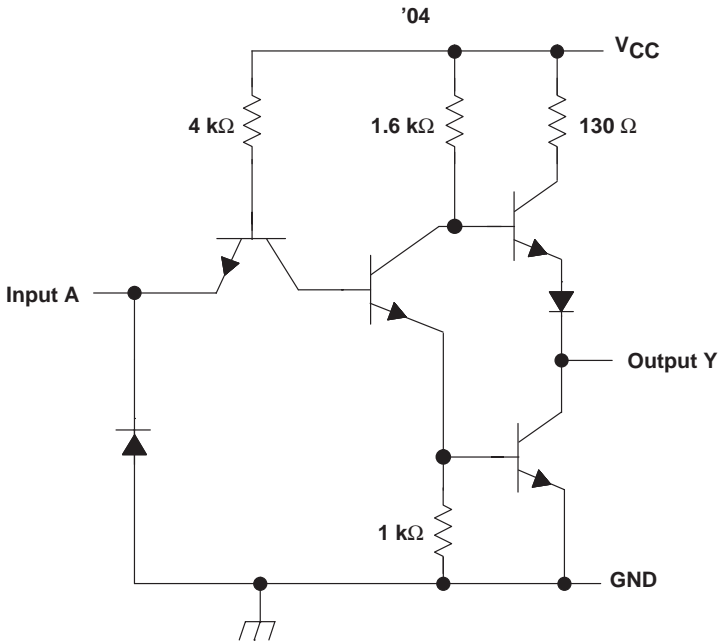 ’04
VCC
4 kΩ
1.6 kΩ
130 Ω
Input A
Output Y
1 kΩ
GND